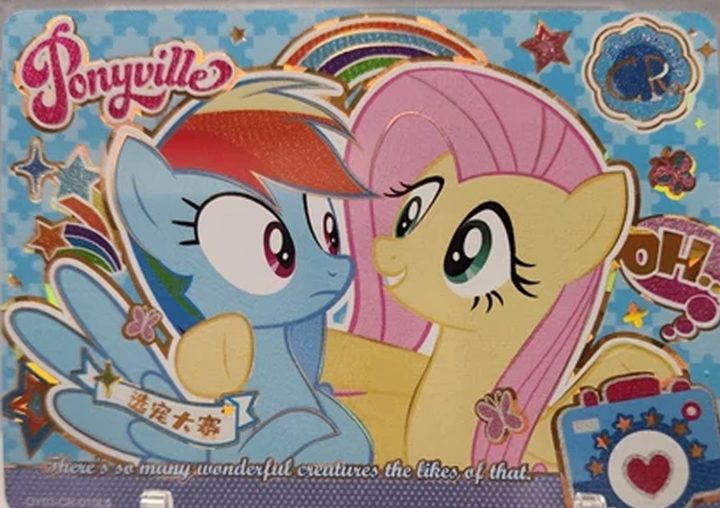 Ponyville
CR
OH..
选宠大赛
There's so many wonderful creatures the likes of that.